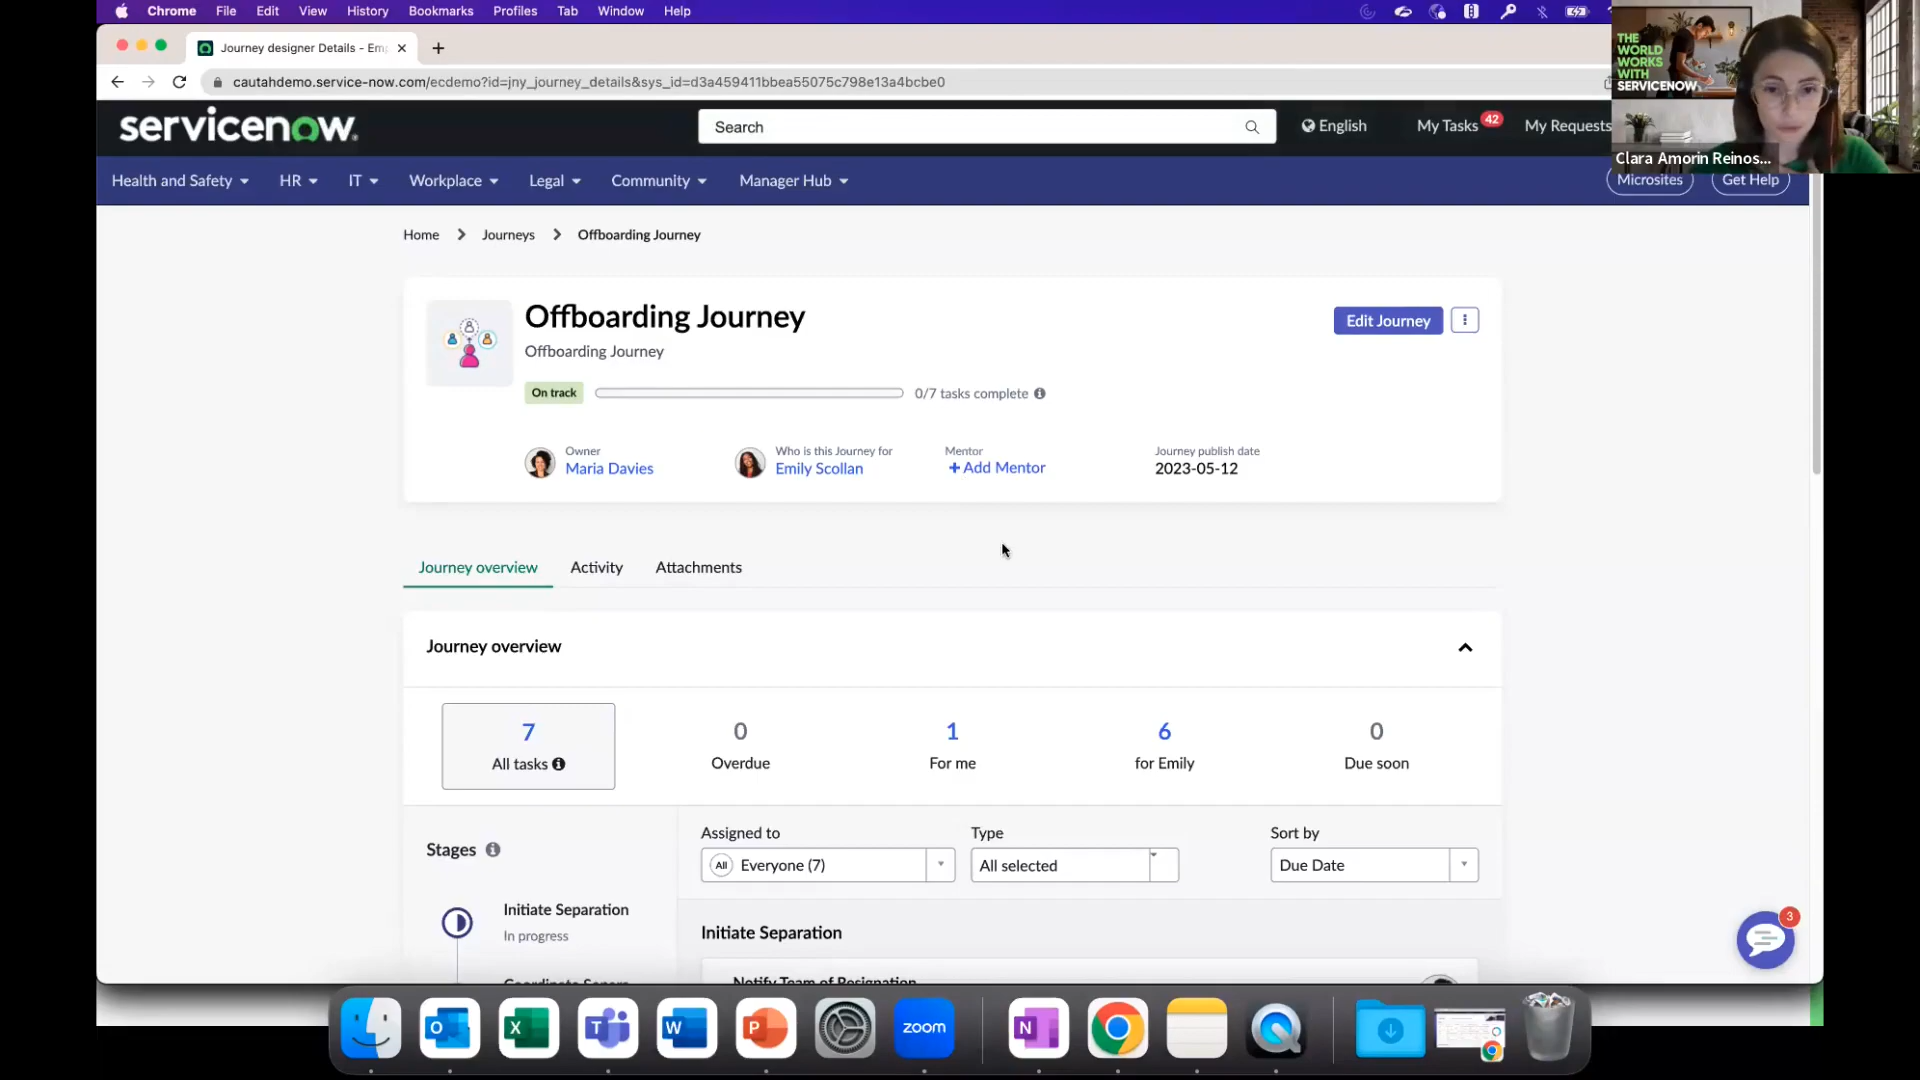 Chrome File Edit View History Bookmarks Profiles Tab Window Help
Journey designer Details - Em
cautahdemo.service-now.com/ecdemo?id=jny_journey_details&sys_id=d3a459411bbea55075c798e13a4bcbe0
servicenow
Search
English
My Tasks 42
My Requests
THE WORLD WORKS WITH SERVICENOW
Clara Amorin Reinos...
Health and Safety HR IT Workplace Legal Community Manager Hub
Microsites Get Help
Home Journeys Offboarding Journey
Offboarding Journey
Edit Journey
Offboarding Journey
On track 0/7 tasks complete
Owner
Maria Davies
Who is this Journey for
Emily Scollan
Mentor
+ Add Mentor
Journey publish date
2023-05-12
Journey overview Activity Attachments
Journey overview
7 0 1 6 0
All tasks Overdue For me for Emily Due soon
Stages
Assigned to Type Sort by
All Everyone (7) All selected Due Date
Initiate Separation
In progress
Initiate Separation
Notify Team of Resignation
3
zoom